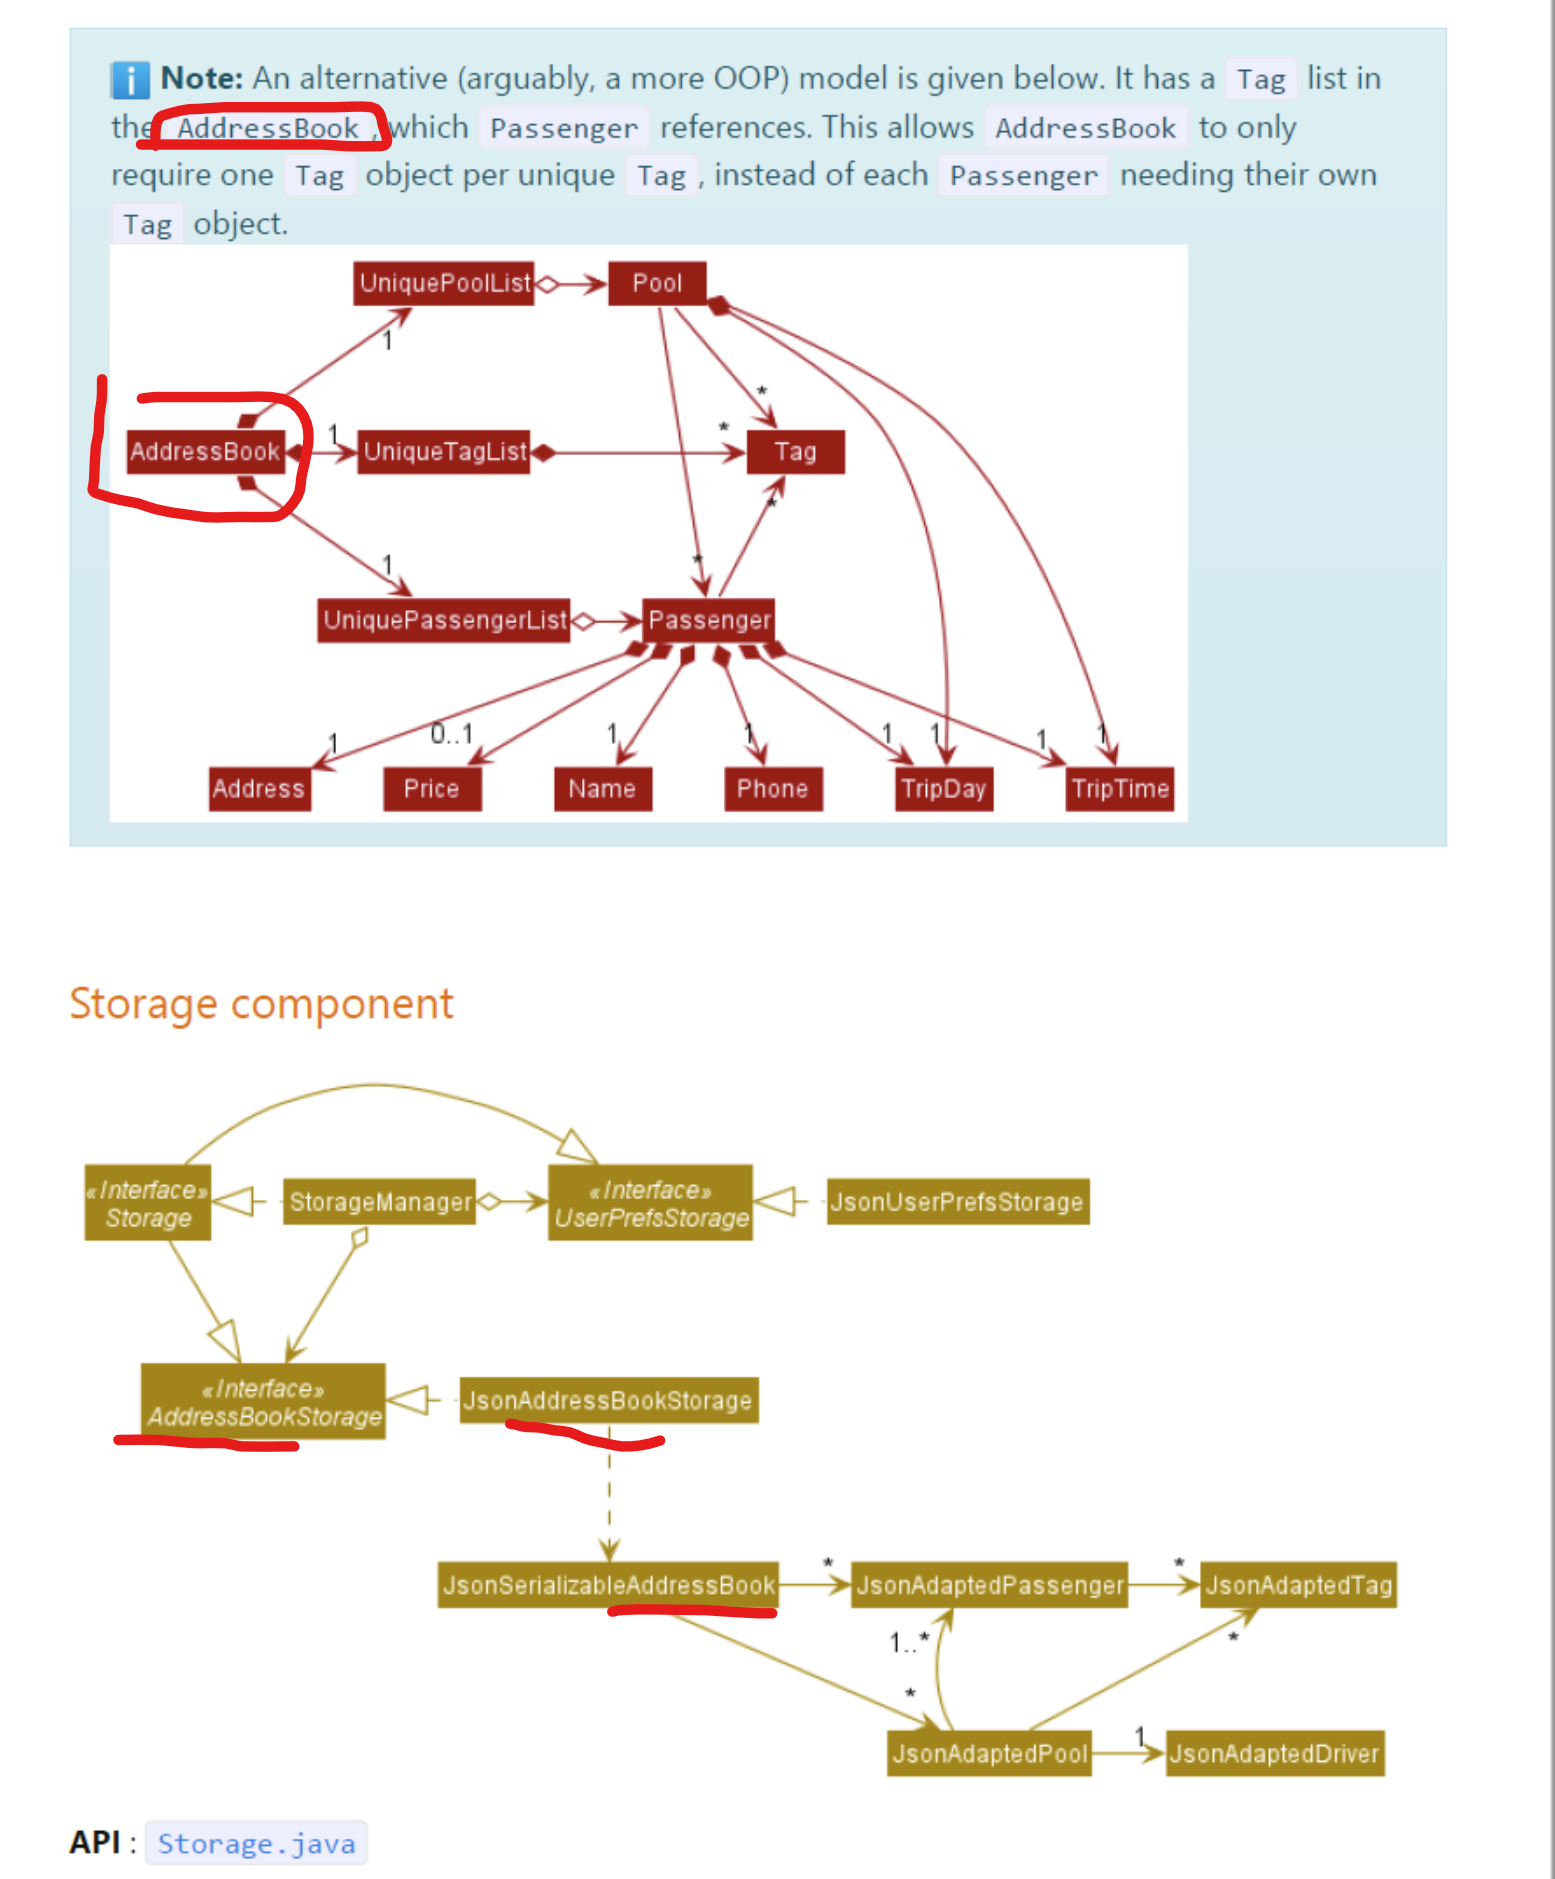 Note: An alternative (arguably, a more OOP) model is given below. It has a Tag list in
the AddressBook , which Passenger references. This allows AddressBook to only
require one Tag object per unique Tag , instead of each Passenger needing their own
Tag object.
UniquePoolList
Pool
1
*
AddressBook
1
UniqueTagList
*
Tag
*
1
*
UniquePassengerList
Passenger
1
0..1
1
1
1
1
1
1
Address
Price
Name
Phone
TripDay
TripTime
Storage component
«Interface»
Storage
StorageManager
«Interface»
UserPrefsStorage
JsonUserPrefsStorage
«Interface»
AddressBookStorage
JsonAddressBookStorage
JsonSerializableAddressBook
*
JsonAdaptedPassenger
*
JsonAdaptedTag
1..*
*
*
JsonAdaptedPool
1
JsonAdaptedDriver
API : Storage.java